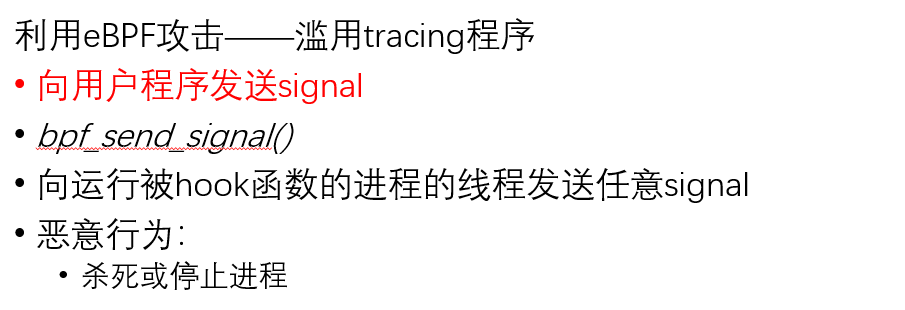 利用eBPF攻击——滥用tracing程序
• 向用户程序发送signal
• bpf_send_signal()
• 向运行被hook函数的进程的线程发送任意signal
• 恶意行为：
• 杀死或停止进程